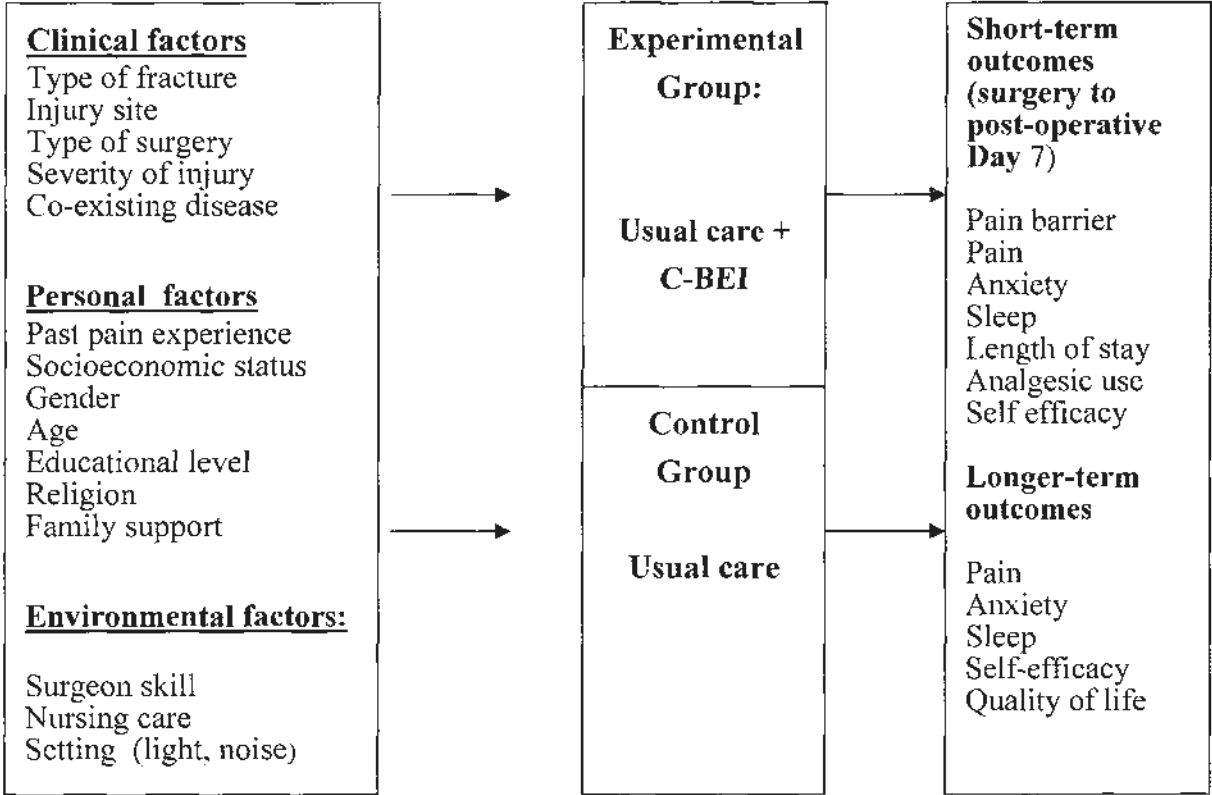 Clinical factors
Type of fracture
Injury site
Type of surgery
Severity of injury
Co-existing disease
Personal factors
Past pain experience
Socioeconomic status
Gender
Age
Educational level
Religion
Family support
Environmental factors:
Surgeon skill
Nursing care
Setting (light, noise)
Experimental
Group:
Usual care +
C-BEI
Control
Group
Usual care
Short-term
outcomes
(surgery to
post-operative
Day 7)
Pain barrier
Pain
Anxiety
Sleep
Length of stay
Analgesic use
Self efficacy
Longer-term
outcomes
Pain
Anxiety
Sleep
Self-efficacy
Quality of life